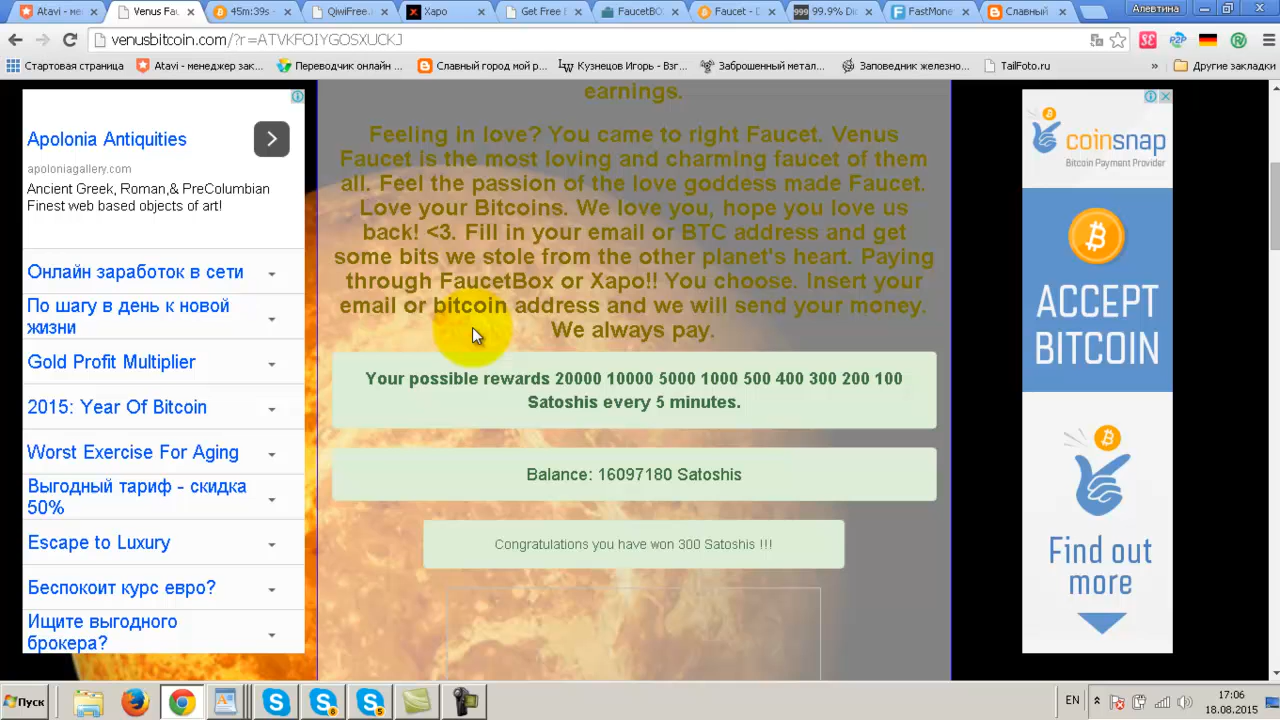 Atavi - менедж
Venus Fau
45m:39s -
QiwiFree.
Xapo
Get Free
FaucetBO
Faucet - D
999
99.9% Dic
FastMone
Славный
Алевтина
venusbitcoin.com/?r=ATVKFOIYGOSXUCKJ
Стартовая страница
Atavi - менеджер зак...
Переводчик онлайн ...
Славный город мой р...
Кузнецов Игорь - Взг...
Заброшенный метал...
Заповедник железно...
TailFoto.ru
»
Другие закладки
earnings.
Feeling in love? You came to right Faucet. Venus
Faucet is the most loving and charming faucet of them
all. Feel the passion of the love goddess made Faucet.
Love your Bitcoins. We love you, hope you love us
back! <3. Fill in your email or BTC address and get
some bits we stole from the other planet's heart. Paying
through FaucetBox or Xapo!! You choose. Insert your
email or bitcoin address and we will send your money.
We always pay.
Your possible rewards 20000 10000 5000 1000 500 400 300 200 100
Satoshis every 5 minutes.
Balance: 16097180 Satoshis
Congratulations you have won 300 Satoshis !!!
Apolonia Antiquities
apoloniagallery.com
Ancient Greek, Roman,& PreColumbian
Finest web based objects of art!
Онлайн заработок в сети
По шагу в день к новой
жизни
Gold Profit Multiplier
2015: Year Of Bitcoin
Worst Exercise For Aging
Выгодный тариф - скидка
50%
Escape to Luxury
Беспокоит курс евро?
Ищите выгодного
брокера?
coinsnap
Bitcoin Payment Provider
ACCEPT
BITCOIN
Find out
more
Пуск
EN
17:06
18.08.2015